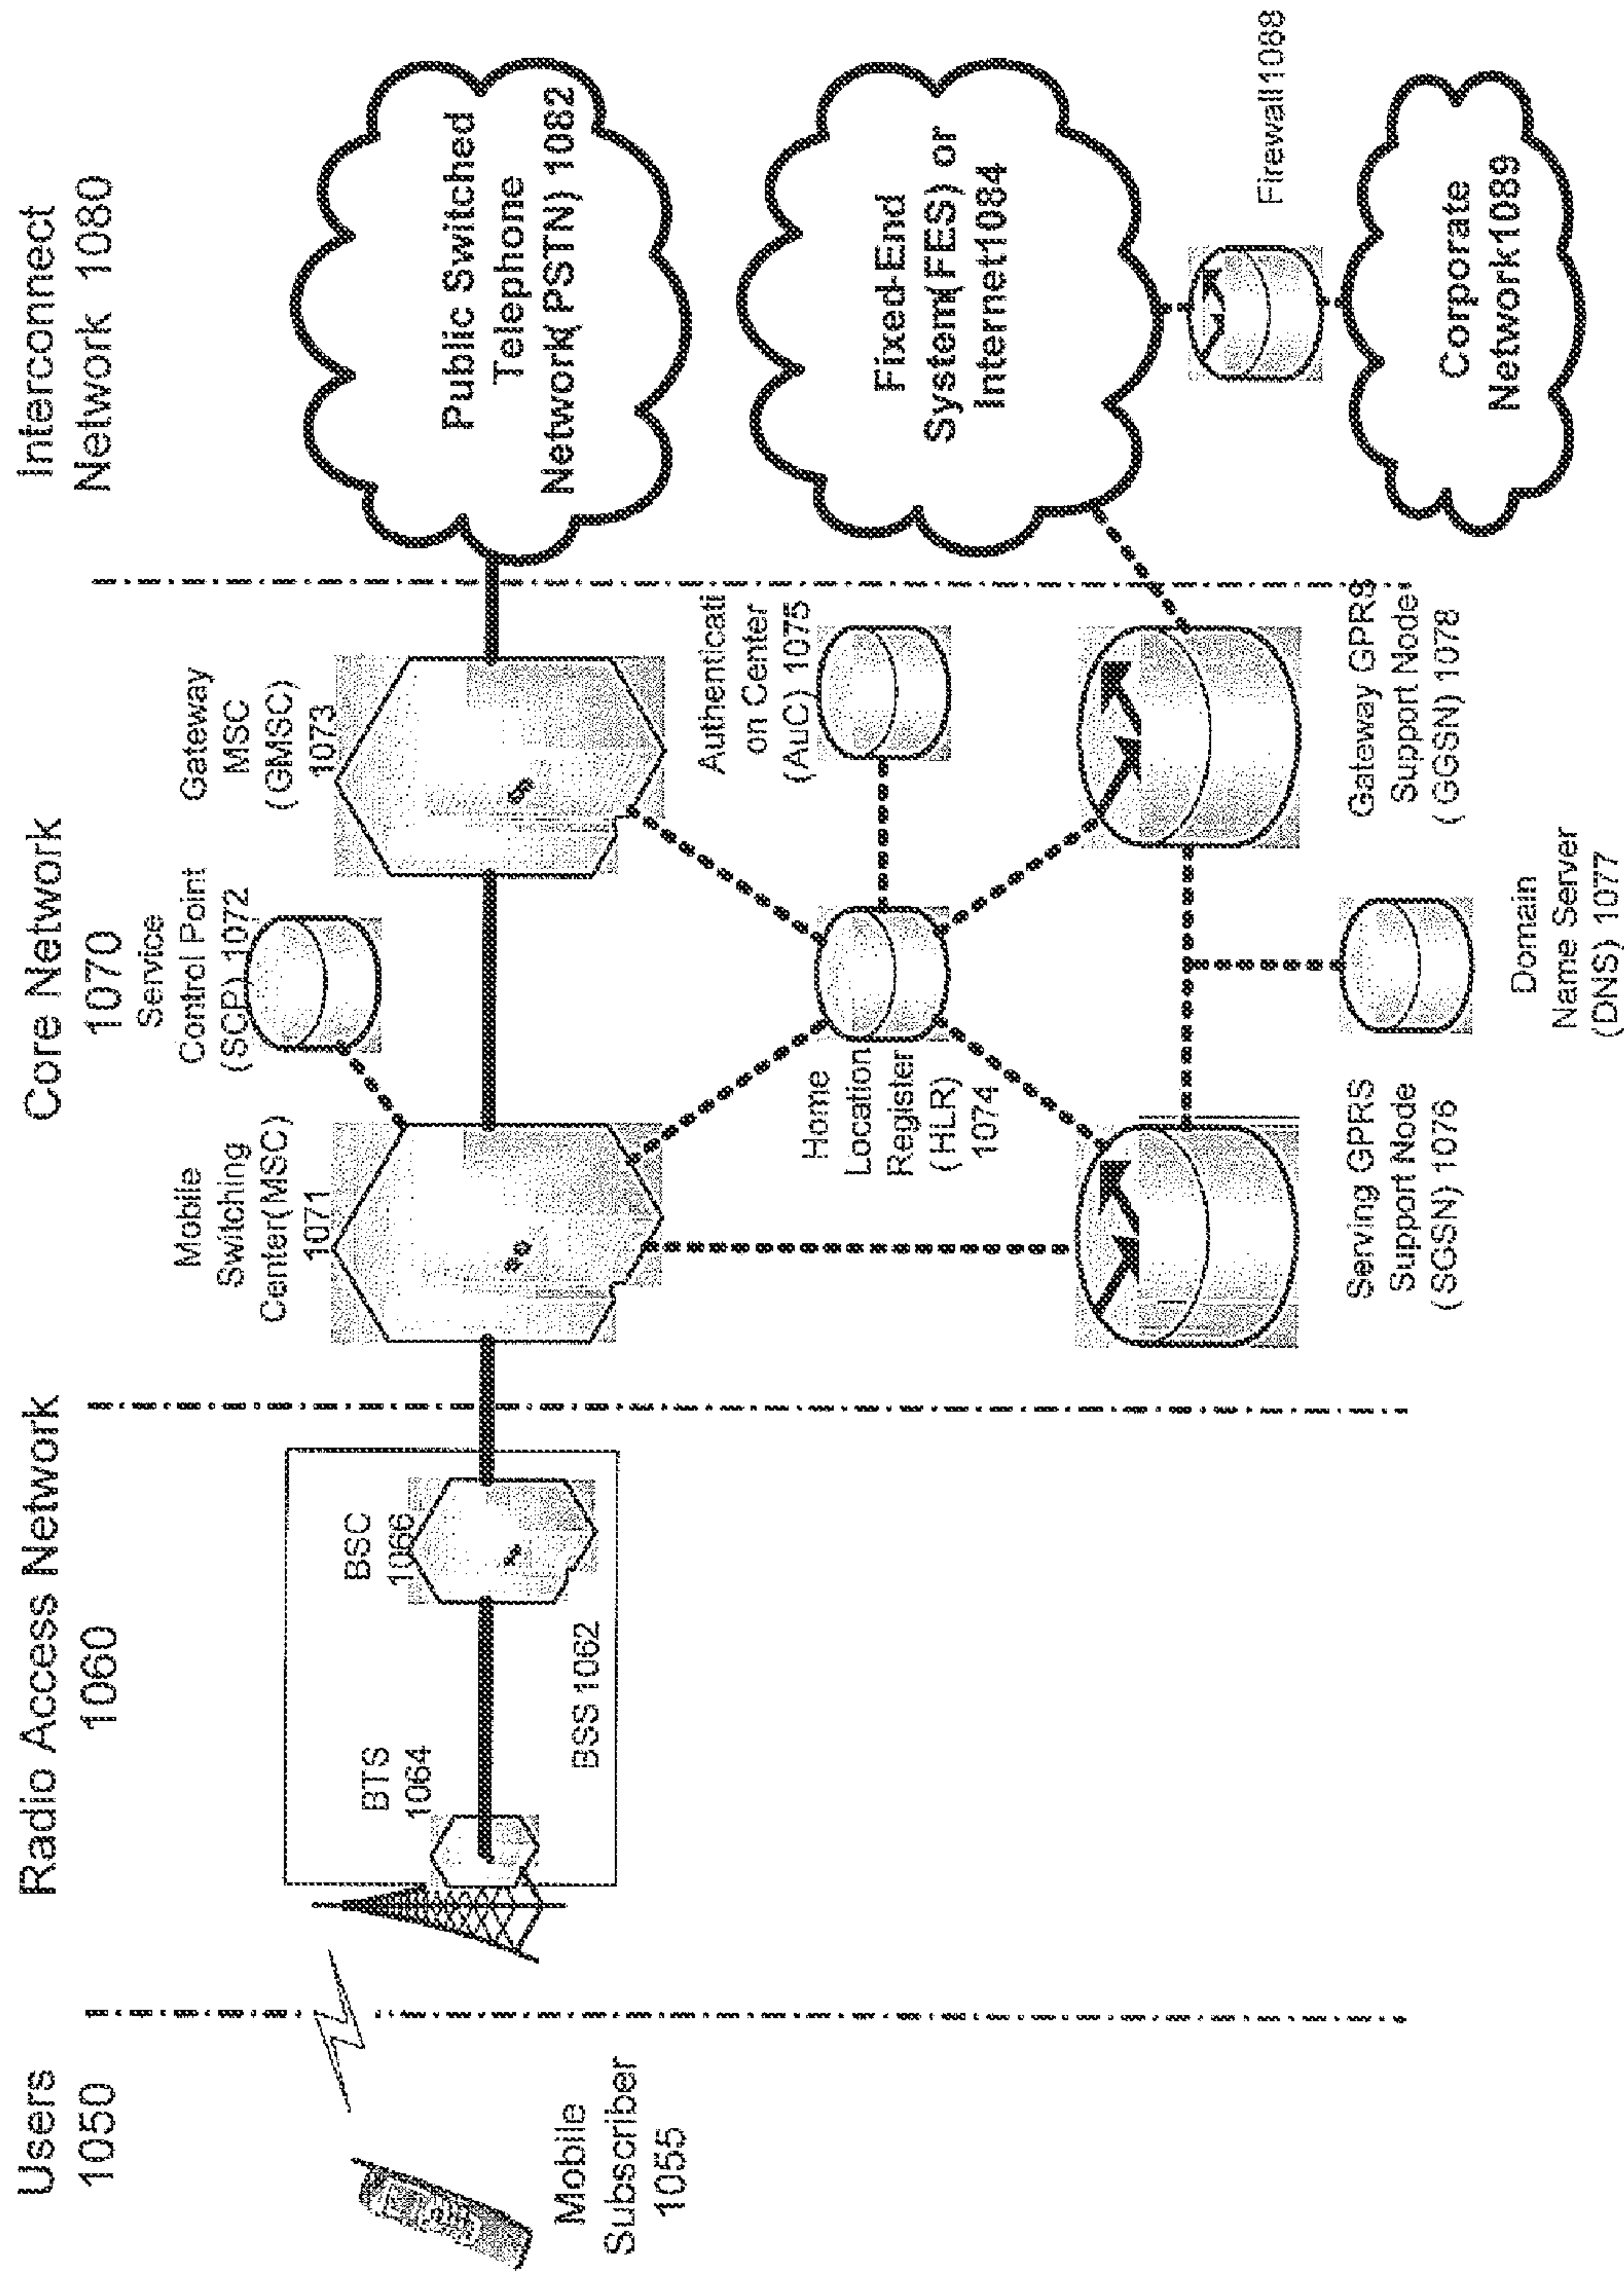 Users
1050
Radio Access Network
1060
Core Network
1070
Interconnect
Network 1080
Mobile
Subscriber
1055
BTS
1064
BSC
1066
BSS 1062
Mobile
Switching
Center(MSC)
1071
Service
Control Point
(SCP) 1072
Gateway
MSC
(GMSC)
1073
Home
Location
Register
(HLR)
1074
Authenticati
on Center
(AuC) 1075
Serving GPRS
Support Node
(SGSN) 1076
Domain
Name Server
(DNS) 1077
Gateway GPRS
Support Node
(GGSN) 1078
Public Switched
Telephone
Network(PSTN) 1082
Fixed-End
System(FES) or
Internet1084
Firewall1088
Corporate
Network1089